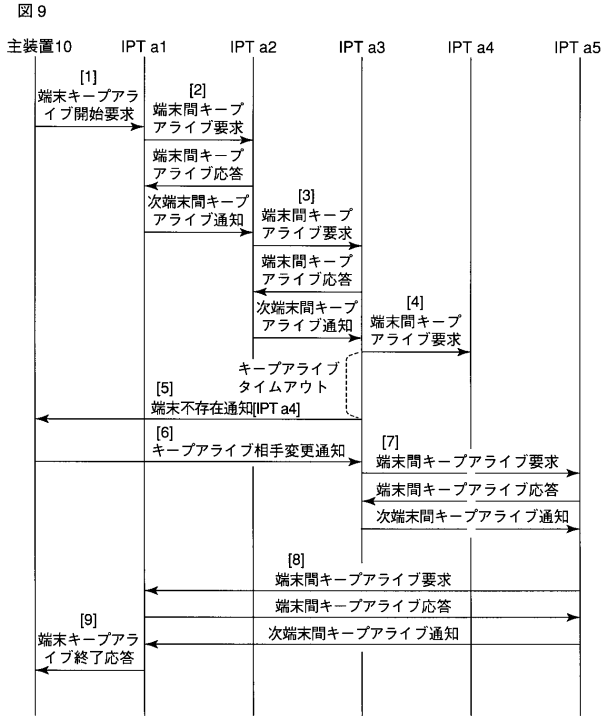 図9
主装置10 IPT a1 IPT a2 IPT a3 IPT a4 IPT a5
[1]
端末キープアラ
イブ開始要求
[2]
端末間キープ
アライブ要求
端末間キープ
アライブ応答
次端末間キープ
アライブ通知
[3]
端末間キープ
アライブ要求
端末間キープ
アライブ応答
次端末間キープ
アライブ通知
[4]
端末間キープ
アライブ要求
キープアライブ
タイムアウト
[5]
端末不存在通知[IPT a4]
[6]
キープアライブ相手変更通知
[7]
端末間キープアライブ要求
端末間キープアライブ応答
次端末間キープアライブ通知
[8]
端末間キープアライブ要求
端末間キープアライブ応答
次端末間キープアライブ通知
[9]
端末キープアラ
イブ終了応答